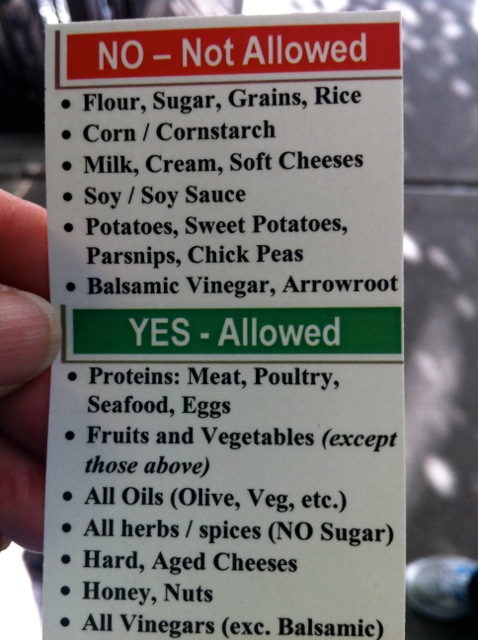 NO – Not Allowed
• Flour, Sugar, Grains, Rice
• Corn / Cornstarch
• Milk, Cream, Soft Cheeses
• Soy / Soy Sauce
• Potatoes, Sweet Potatoes,
Parsnips, Chick Peas
• Balsamic Vinegar, Arrowroot
YES - Allowed
• Proteins: Meat, Poultry,
Seafood, Eggs
• Fruits and Vegetables (except
those above)
• All Oils (Olive, Veg, etc.)
• All herbs / spices (NO Sugar)
• Hard, Aged Cheeses
• Honey, Nuts
• All Vinegars (exc. Balsamic)